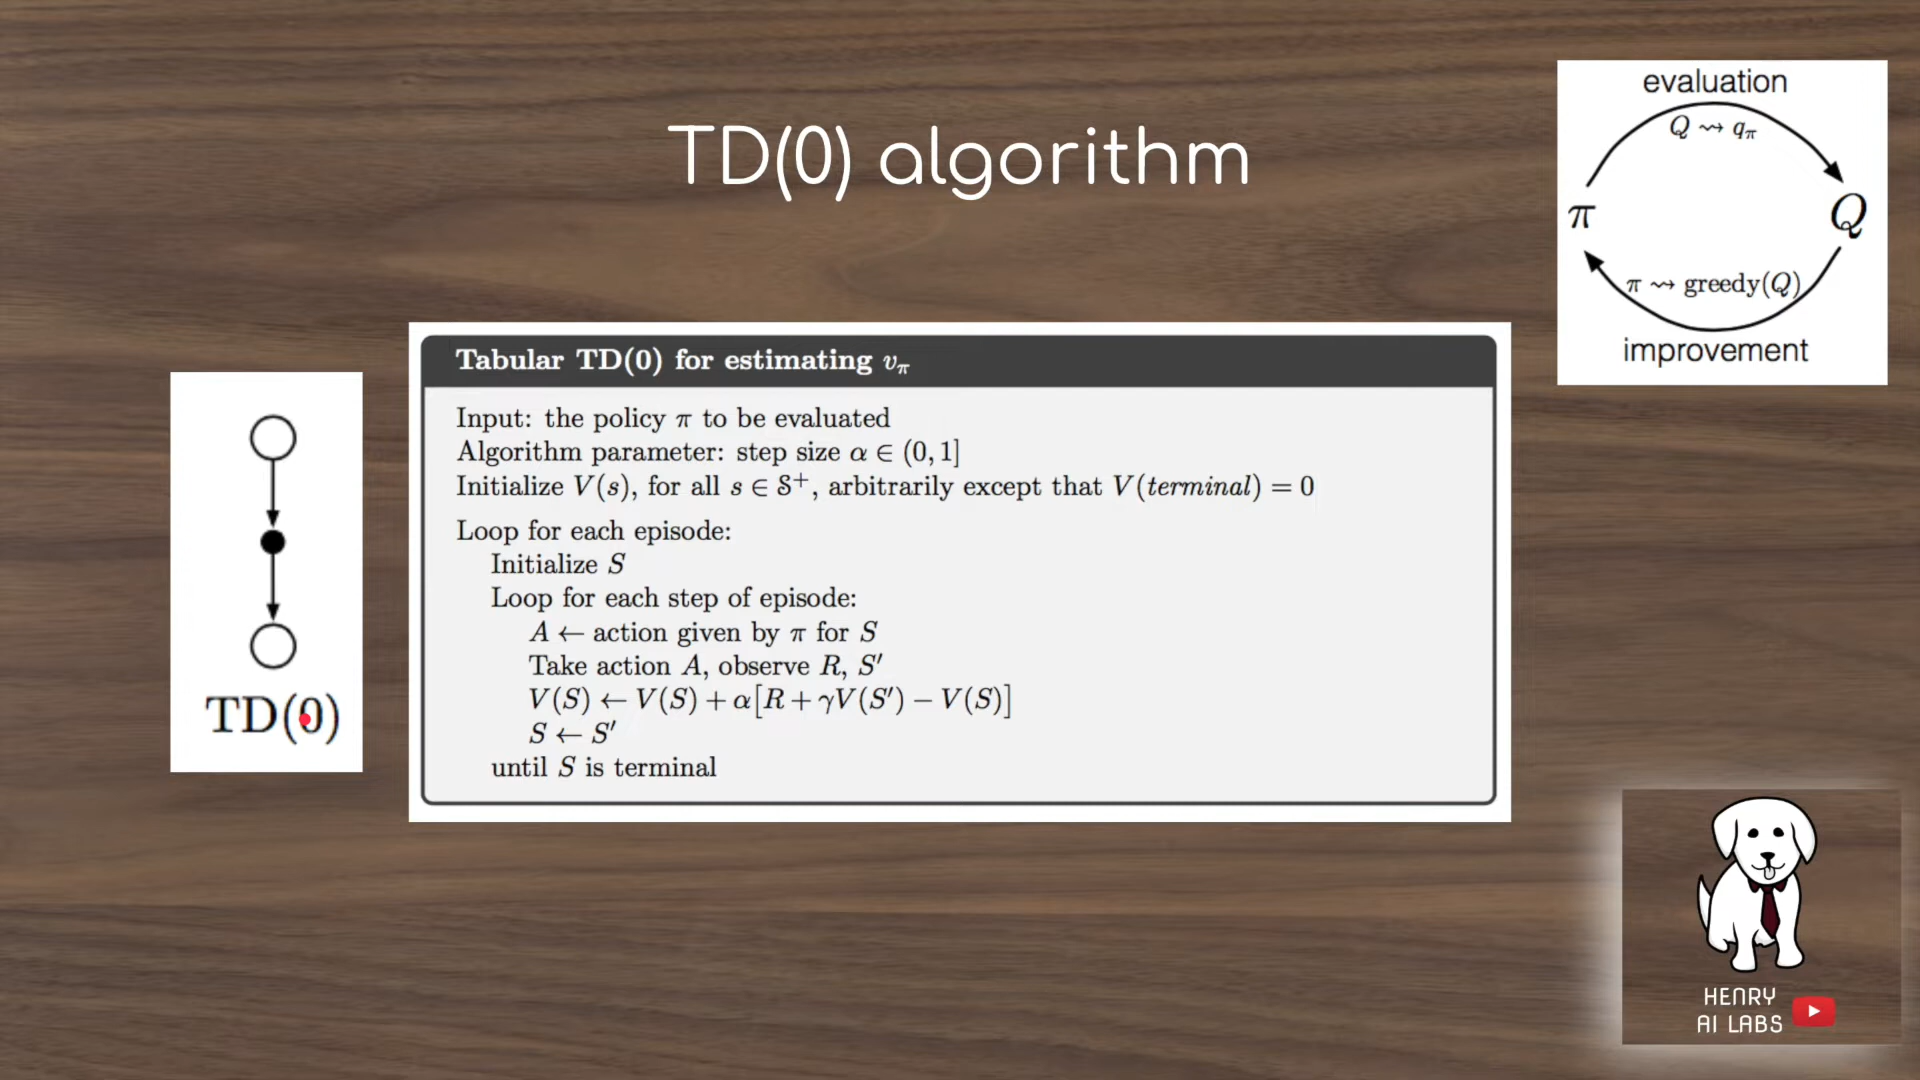 TD(0) algorithm
evaluation
Q ⇝ qπ
π
Q
π ⇝ greedy(Q)
improvement
TD(0)
Tabular TD(0) for estimating vπ
Input: the policy π to be evaluated
Algorithm parameter: step size α ∈ (0, 1]
Initialize V(s), for all s ∈ S⁺, arbitrarily except that V(terminal) = 0
Loop for each episode:
Initialize S
Loop for each step of episode:
A ← action given by π for S
Take action A, observe R, S′
V(S) ← V(S) + α[R + γV(S′) − V(S)]
S ← S′
until S is terminal
HENRY
AI LABS